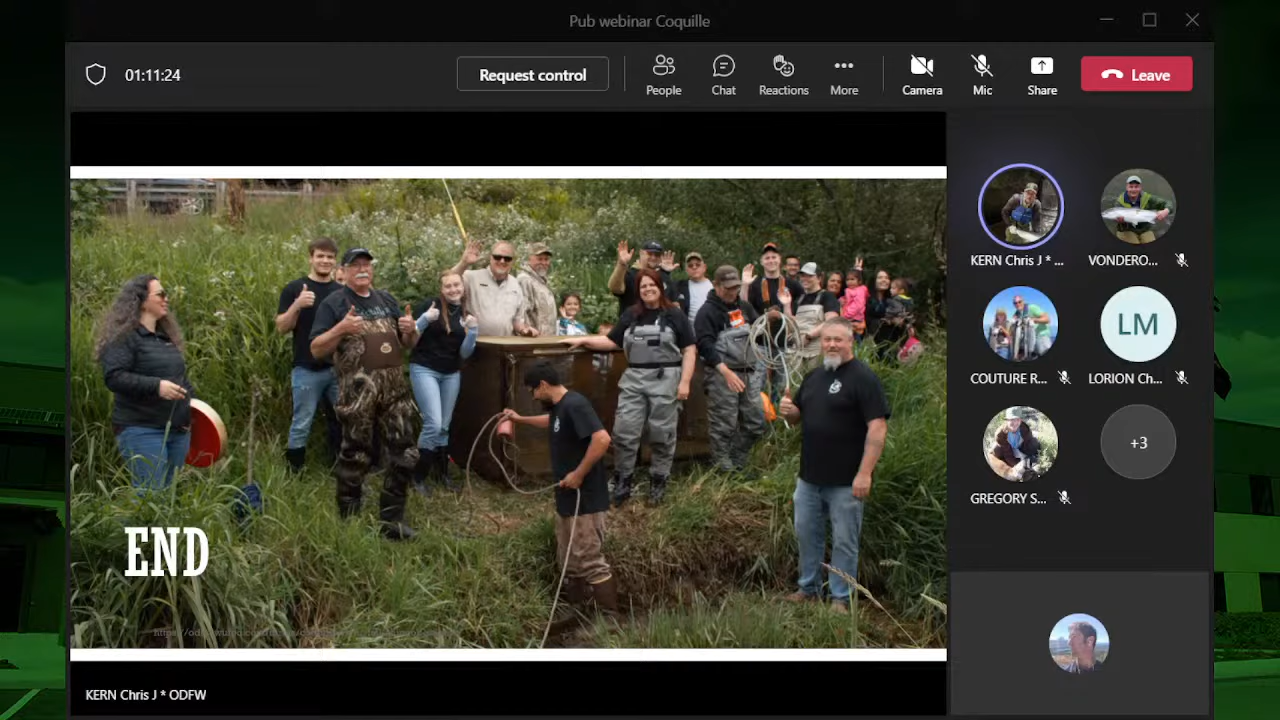 Pub webinar Coquille
01:11:24
Request control
People
Chat
Reactions
More
Camera
Mic
Share
Leave
KERN Chris J * ...
VONDERO...
COUTURE R...
LM
LORION Ch...
GREGORY S...
+3
END
KERN Chris J * ODFW